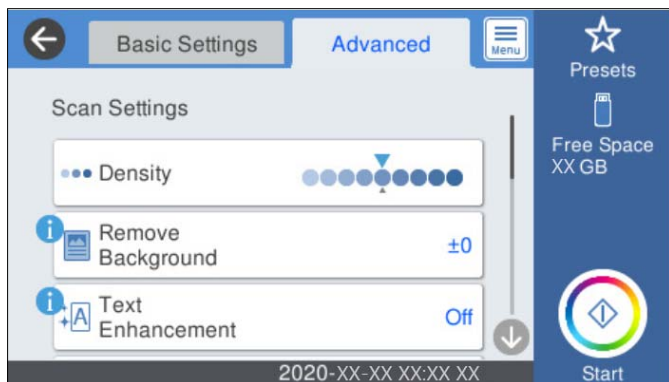 Basic Settings
Advanced
Menu
Presets
Scan Settings
Free Space
XX GB
Density
Remove
Background
±0
Text
Enhancement
Off
A
2020-XX-XX XX:XX XX
Start